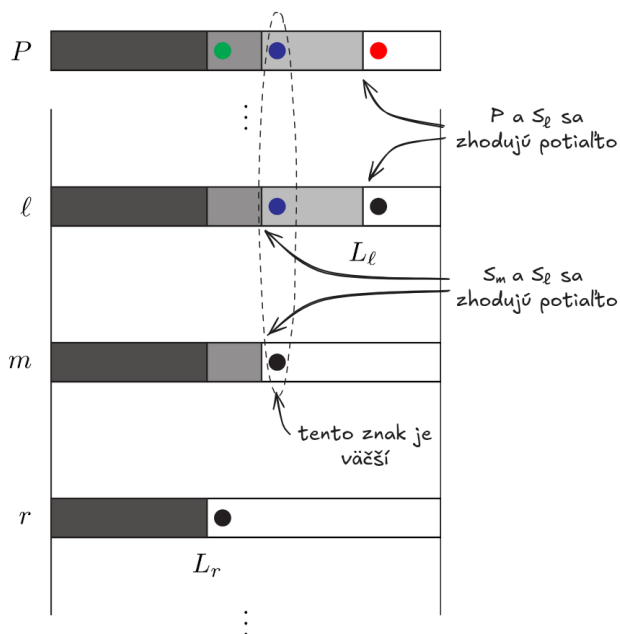 P
P a Sℓ sa
zhodujú potiaľto
ℓ
Lℓ
Sm a Sℓ sa
zhodujú potiaľto
m
tento znak je
väčší
r
Lr